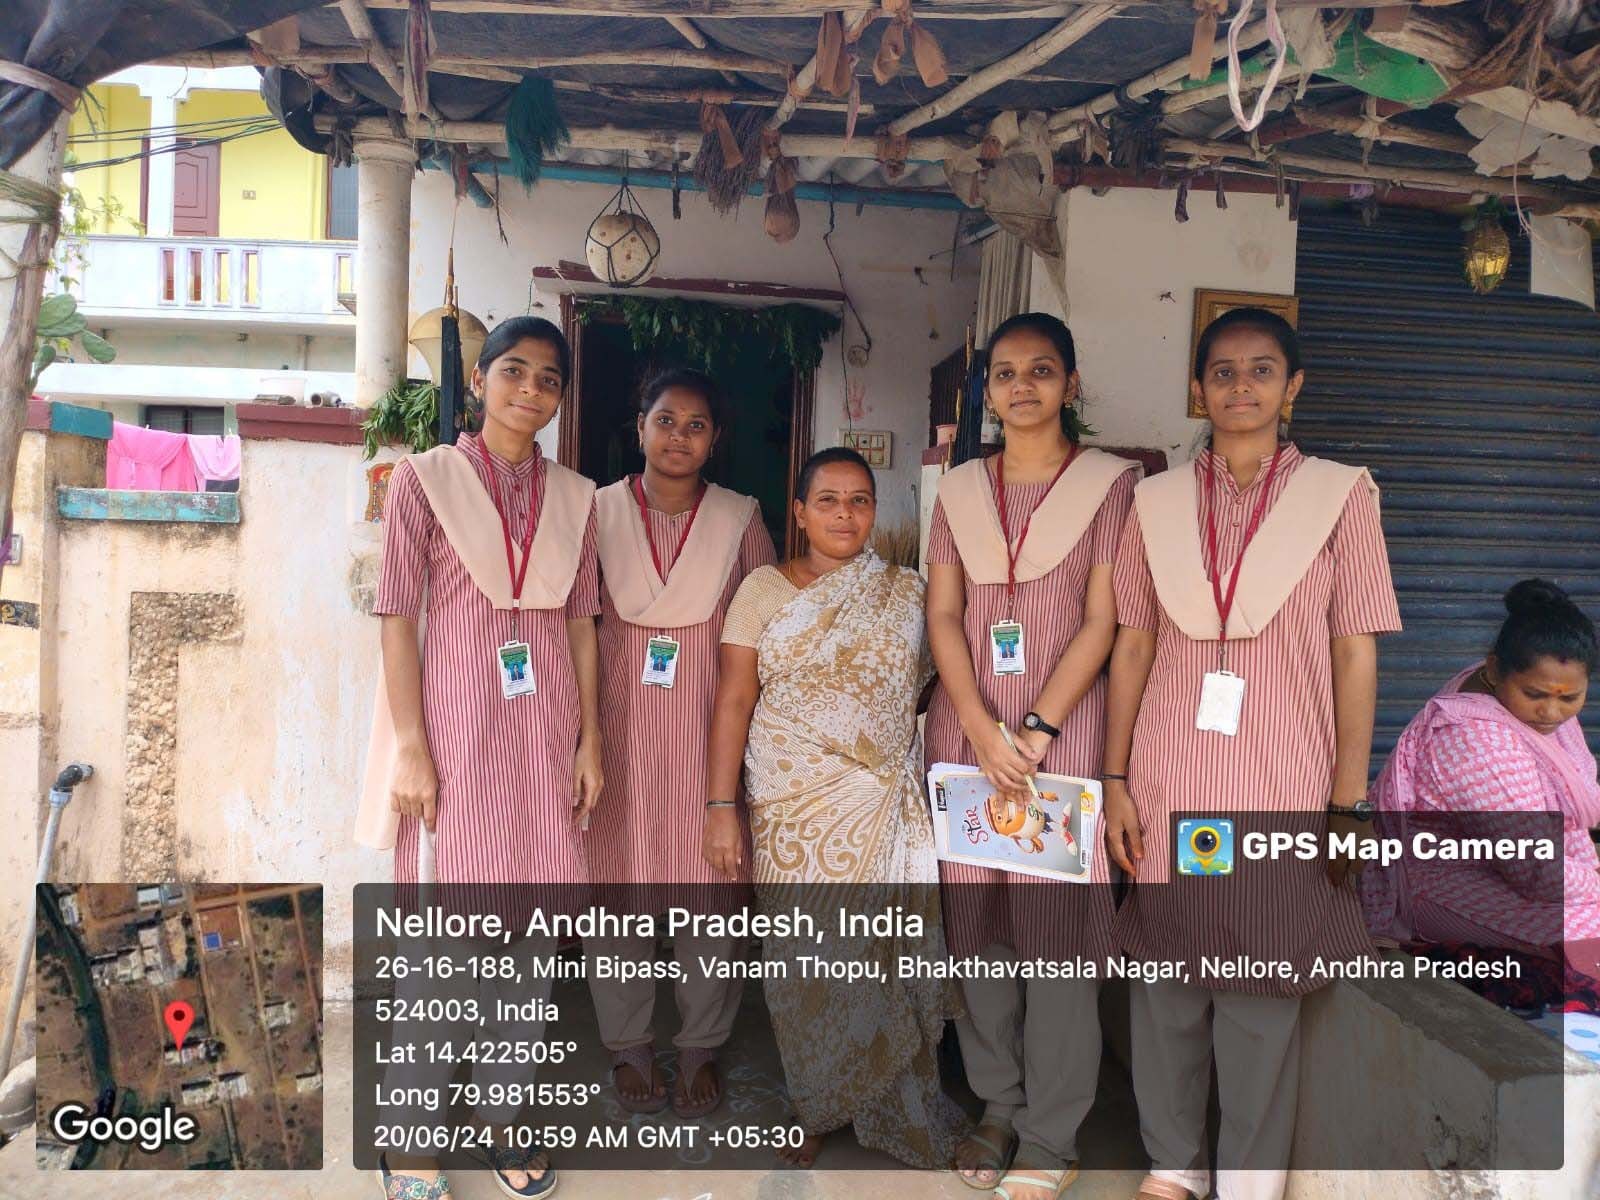 The
STAR
GPS Map Camera
Nellore, Andhra Pradesh, India
26-16-188, Mini Bipass, Vanam Thopu, Bhakthavatsala Nagar, Nellore, Andhra Pradesh
524003, India
Lat 14.422505°
Long 79.981553°
20/06/24 10:59 AM GMT +05:30
Google